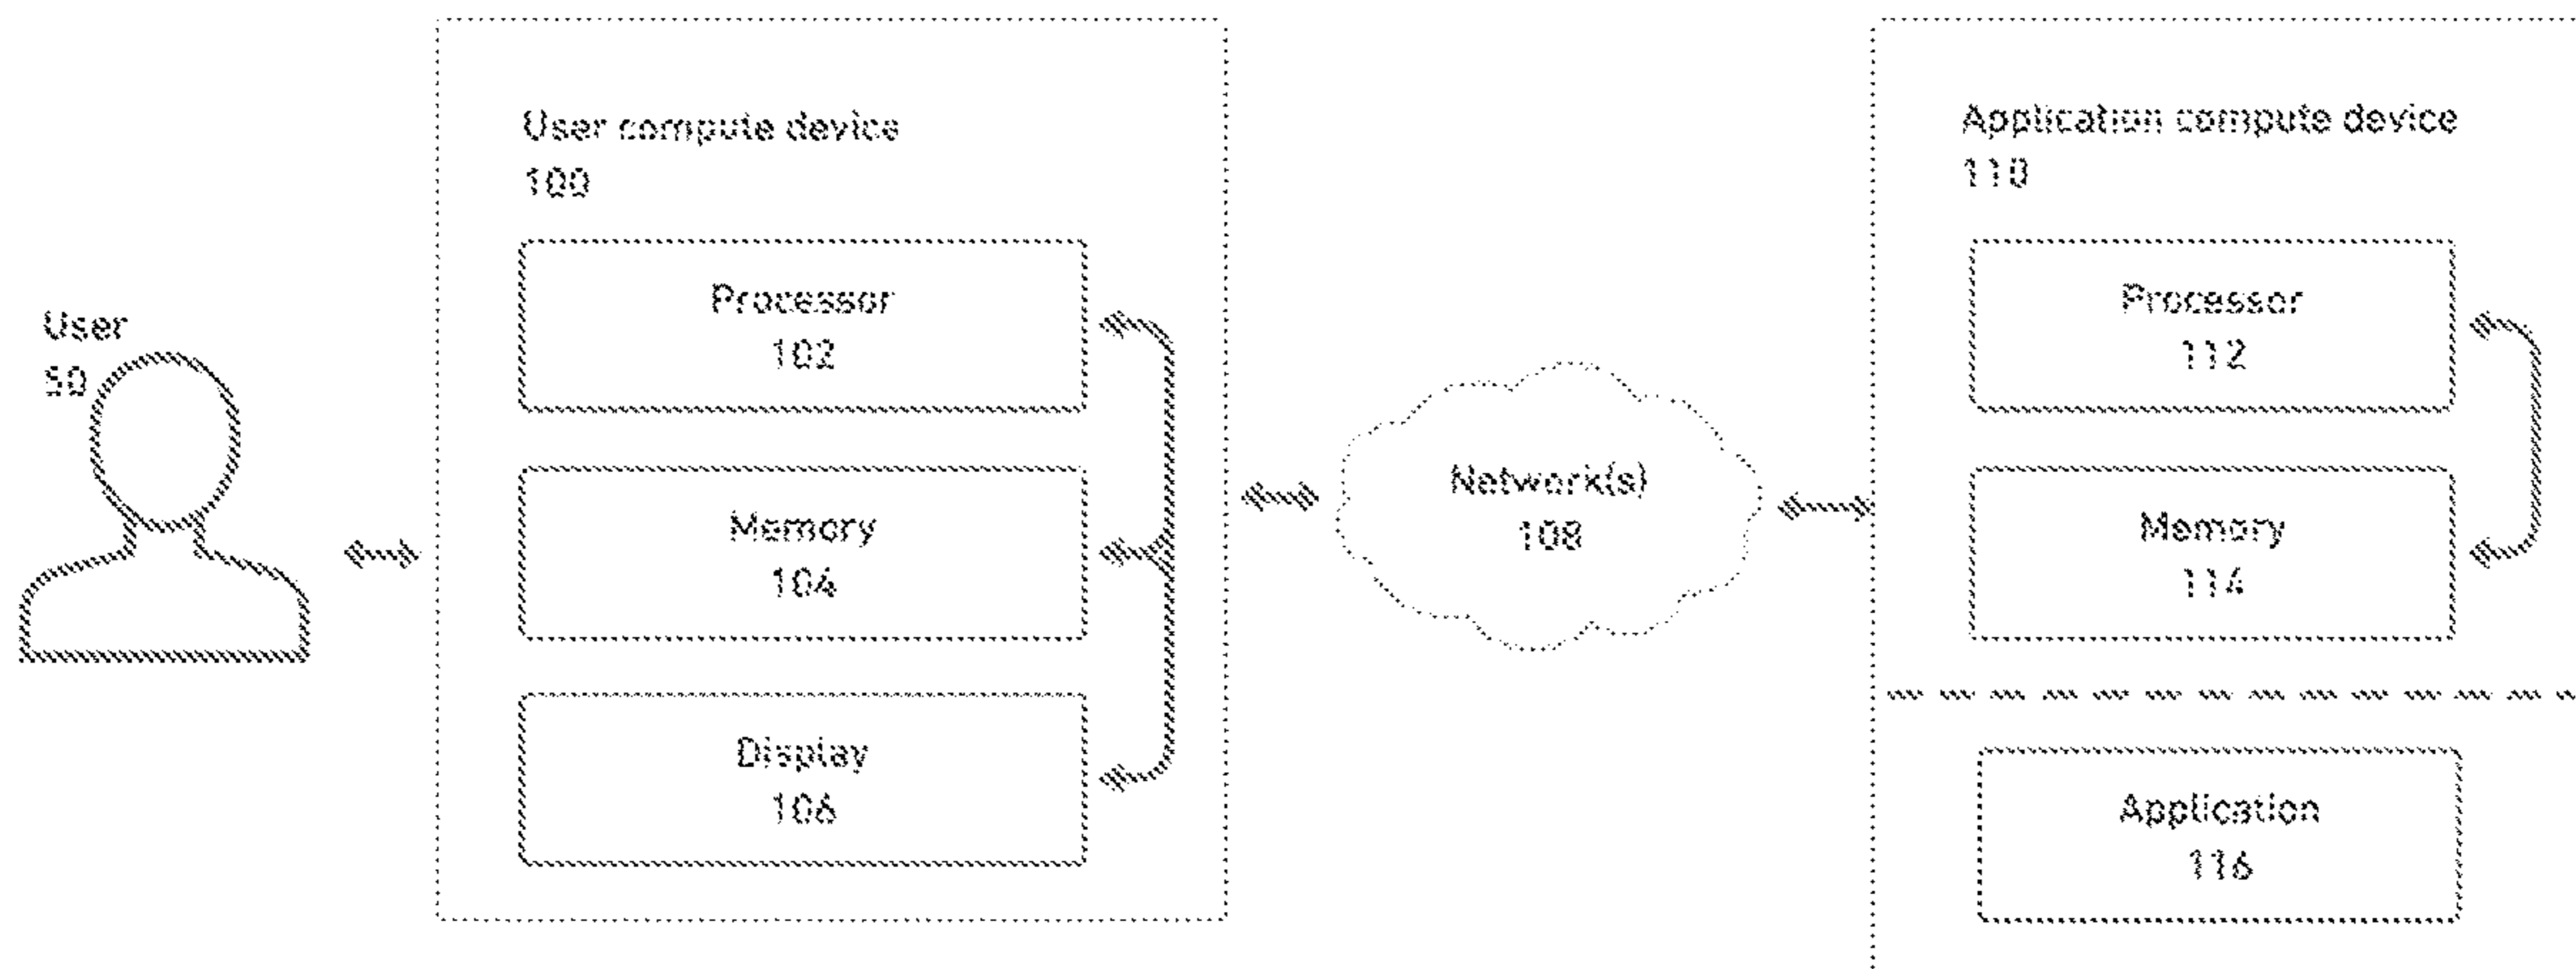 User
50
User compute device
100
Processor
102
Memory
104
Display
106
Network(s)
108
Application compute device
110
Processor
112
Memory
114
Application
116